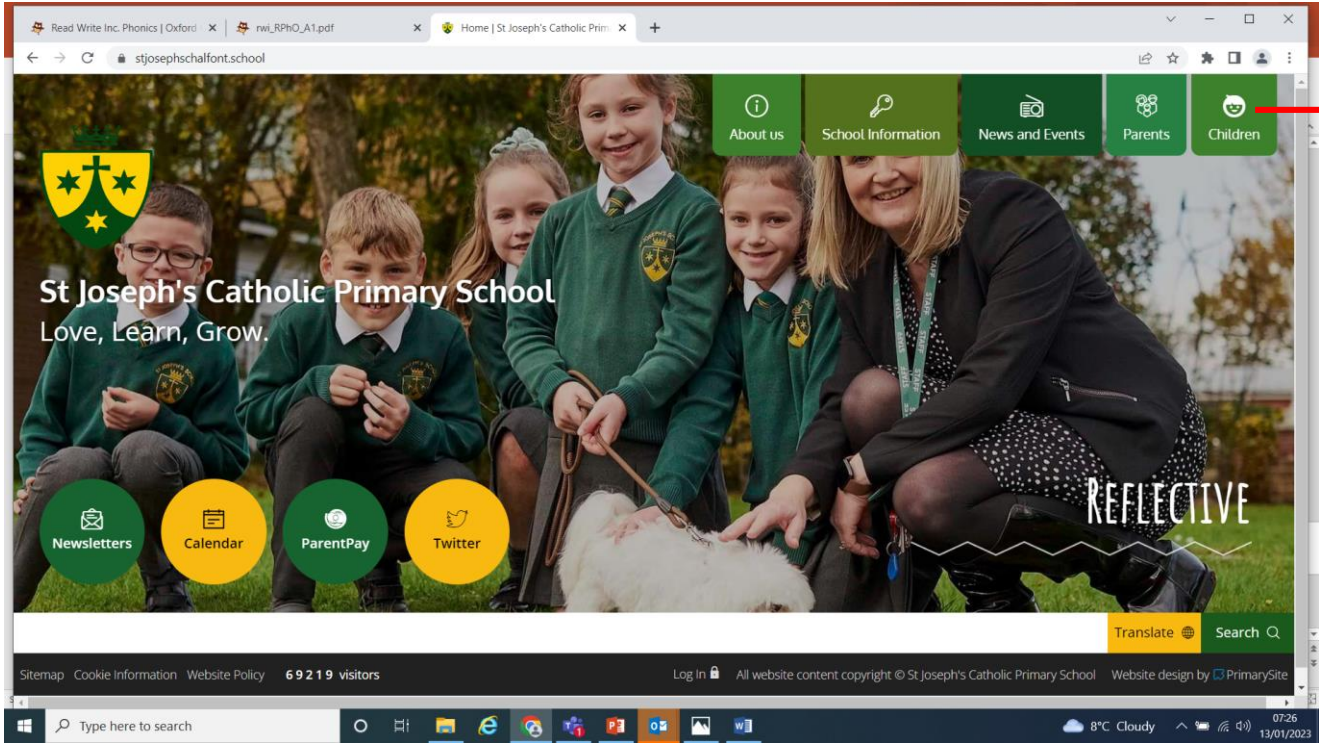 Read Write Inc. Phonics | Oxford
rwi_RPhO_A1.pdf
Home | St Joseph's Catholic Prim
stjosephschalfont.school
About us
School Information
News and Events
Parents
Children
St Joseph's Catholic Primary School
Love, Learn, Grow.
REFLECTIVE
Newsletters
Calendar
ParentPay
Twitter
Translate
Search
Sitemap Cookie Information Website Policy 69219 visitors Log In All website content copyright © St Joseph's Catholic Primary School Website design by PrimarySite
Type here to search
8°C Cloudy
07:26
13/01/2023